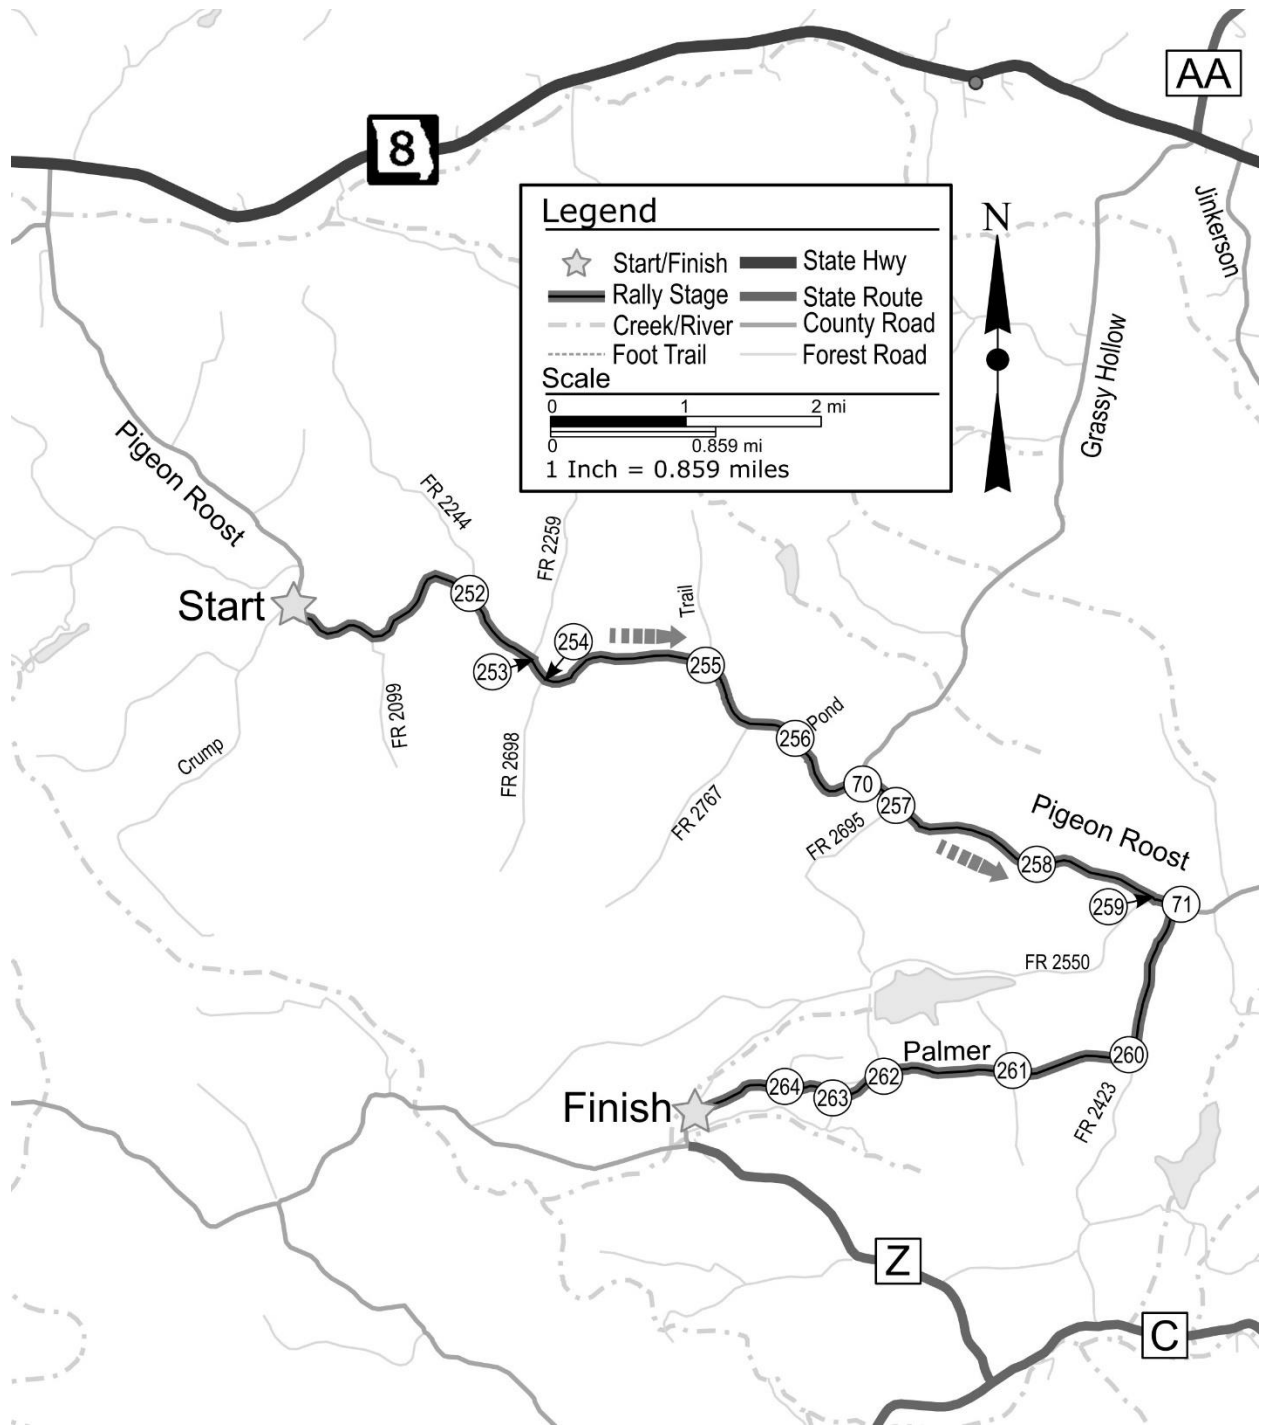 AA
8
Jinkerson
Legend
N
Start/Finish
State Hwy
Rally Stage
State Route
Creek/River
County Road
Foot Trail
Forest Road
Scale
0 1 2 mi
0 0.859 mi
1 Inch = 0.859 miles
Grassy Hollow
Pigeon Roost
FR 2244
FR 2259
Start
252
Trail
254
253
255
FR 2099
FR 2698
Crump
Pond
256
FR 2767
70
257
FR 2695
Pigeon Roost
258
259
71
FR 2550
Palmer
260
261
262
264
263
Finish
FR 2423
Z
C